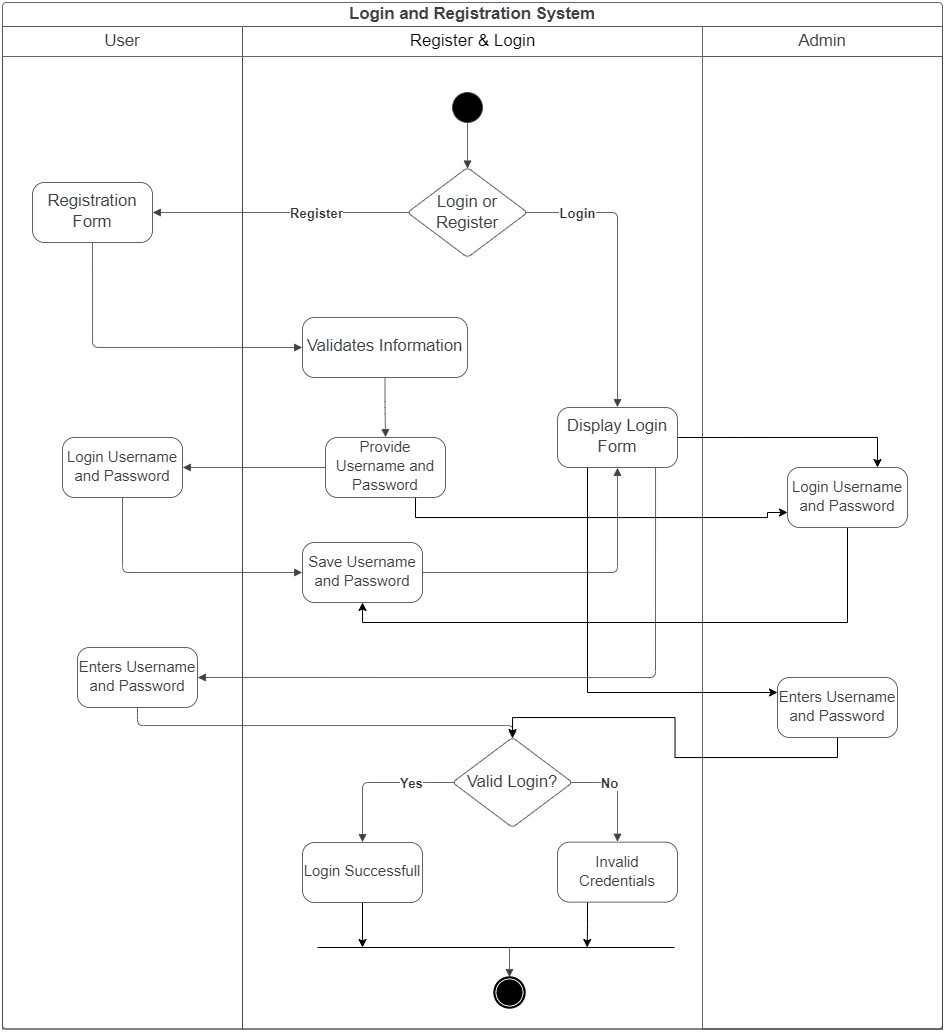 Login and Registration System
User
Register & Login
Admin
Login or
Register
Registration
Form
Register
Login
Validates Information
Display Login
Form
Provide
Username and
Password
Login Username
and Password
Login Username
and Password
Save Username
and Password
Enters Username
and Password
Enters Username
and Password
Valid Login?
Yes
No
Login Successfull
Invalid
Credentials